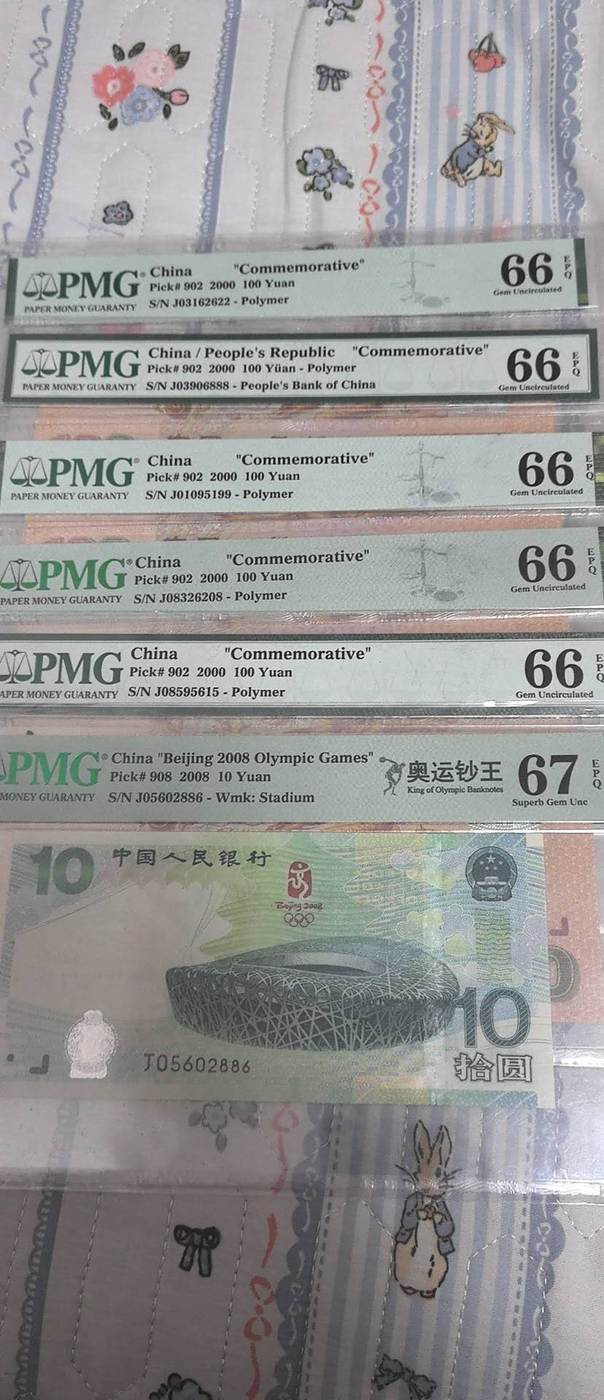 PMG® China "Commemorative" 66 EPQ
Pick# 902 2000 100 Yuan
PAPER MONEY GUARANTY S/N J03162622 - Polymer Gem Uncirculated
PMG China / People's Republic "Commemorative" 66 EPQ
Pick# 902 2000 100 Yüan - Polymer
PAPER MONEY GUARANTY S/N J03906888 - People's Bank of China Gem Uncirculated
PMG® China "Commemorative" 66 EPQ
Pick# 902 2000 100 Yuan
PAPER MONEY GUARANTY S/N J01095199 - Polymer Gem Uncirculated
PMG® China "Commemorative" 66 EPQ
Pick# 902 2000 100 Yuan
PAPER MONEY GUARANTY S/N J08326208 - Polymer Gem Uncirculated
PMG China "Commemorative" 66 EPQ
Pick# 902 2000 100 Yuan
APER MONEY GUARANTY S/N J08595615 - Polymer Gem Uncirculated
PMG® China "Beijing 2008 Olympic Games" 奥运钞王 67 EPQ
Pick# 908 2008 10 Yuan King of Olympic Banknotes
MONEY GUARANTY S/N J05602886 - Wmk: Stadium Superb Gem Unc
10 中国人民银行
Beijing 2008
10
J05602886 拾圆